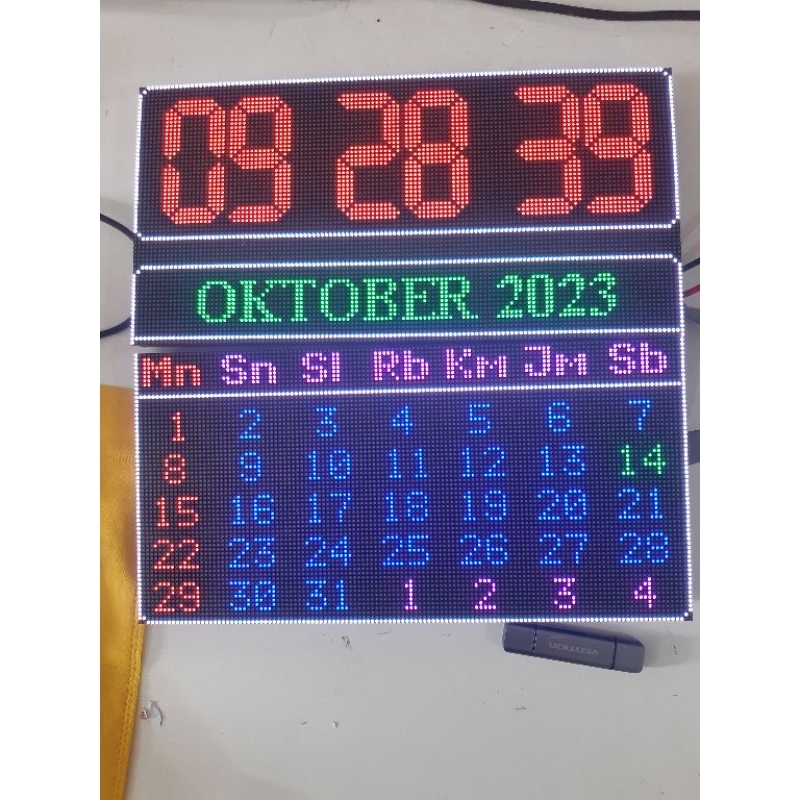 09 28 39
OKTOBER 2023
Mn Sn Sl Rb Km Jm Sb
1 2 3 4 5 6 7
8 9 10 11 12 13 14
15 16 17 18 19 20 21
22 23 24 25 26 27 28
29 30 31 1 2 3 4
VENTION